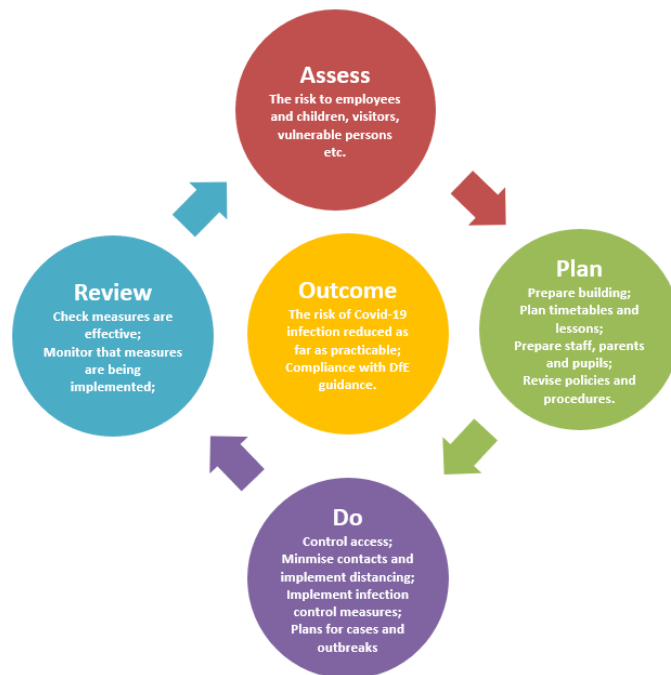 Assess
The risk to employees
and children, visitors,
vulnerable persons
etc.
Plan
Prepare building;
Plan timetables and
lessons;
Prepare staff, parents
and pupils;
Revise policies and
procedures.
Do
Control access;
Minmise contacts and
implement distancing;
Implement infection
control measures;
Plans for cases and
outbreaks
Review
Check measures are
effective;
Monitor that measures
are being
implemented;
Outcome
The risk of Covid-19
infection reduced as
far as practicable;
Compliance with DfE
guidance.